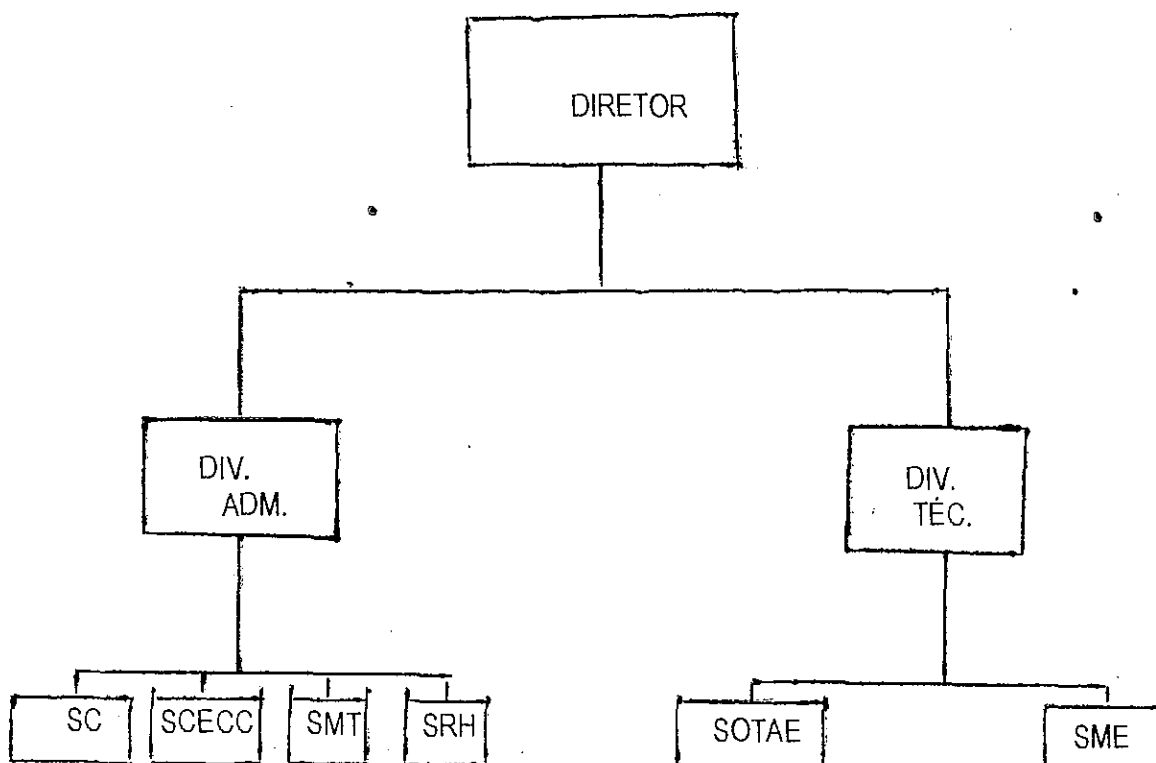 DIRETOR
DIV.
ADM.
DIV.
TÉC.
SC
SCECC
SMT
SRH
SOTAE
SME